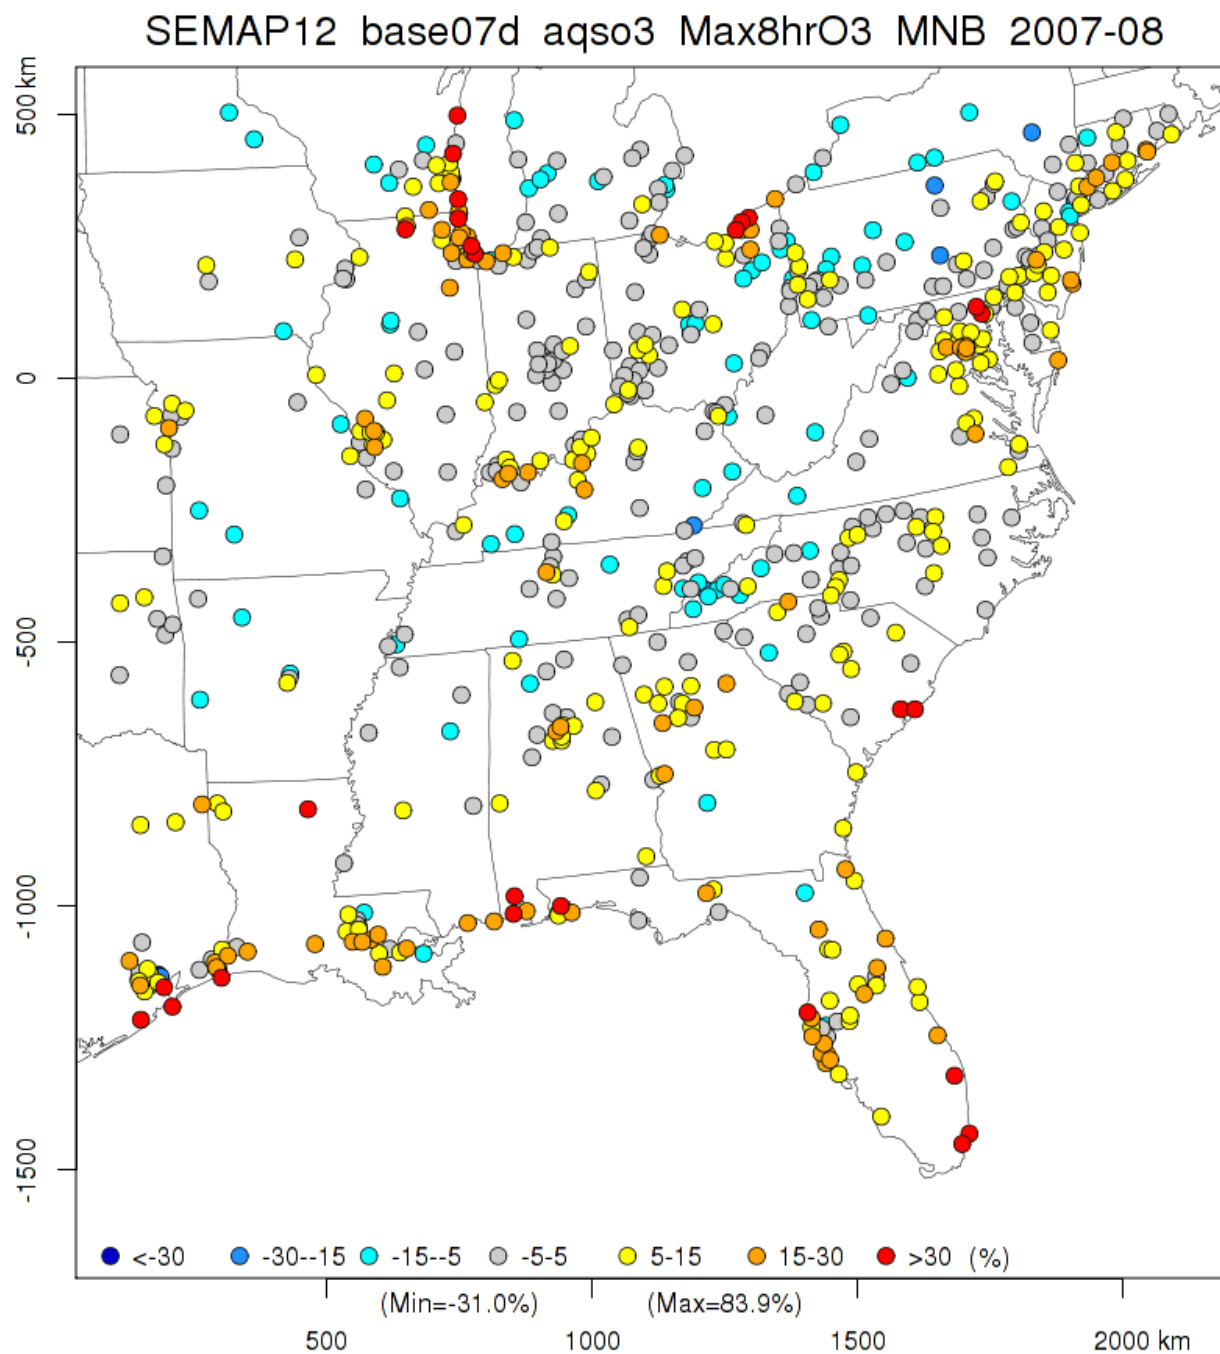 SEMAP12 base07d aqso3 Max8hrO3 MNB 2007-08
500 km
0
-500
-1000
-1500
<-30 -30--15 -15--5 -5-5 5-15 15-30 >30 (%)
(Min=-31.0%) (Max=83.9%)
500 1000 1500 2000 km